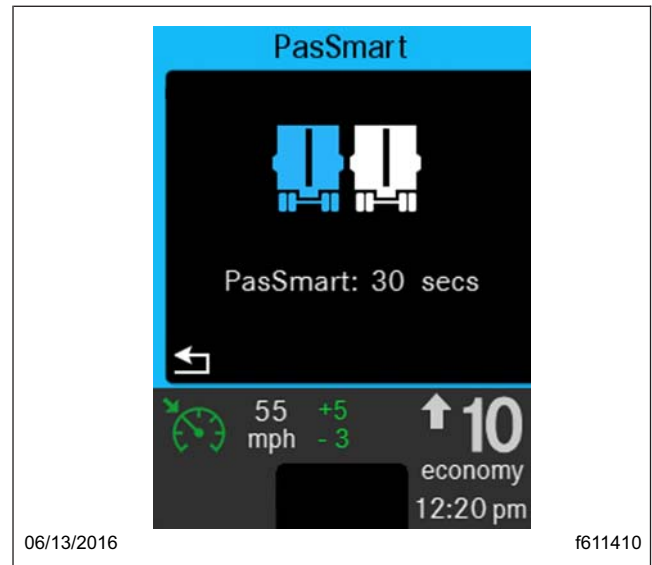 PasSmart
PasSmart: 30 secs
55 +5
mph - 3
10
economy
12:20 pm
06/13/2016 f611410